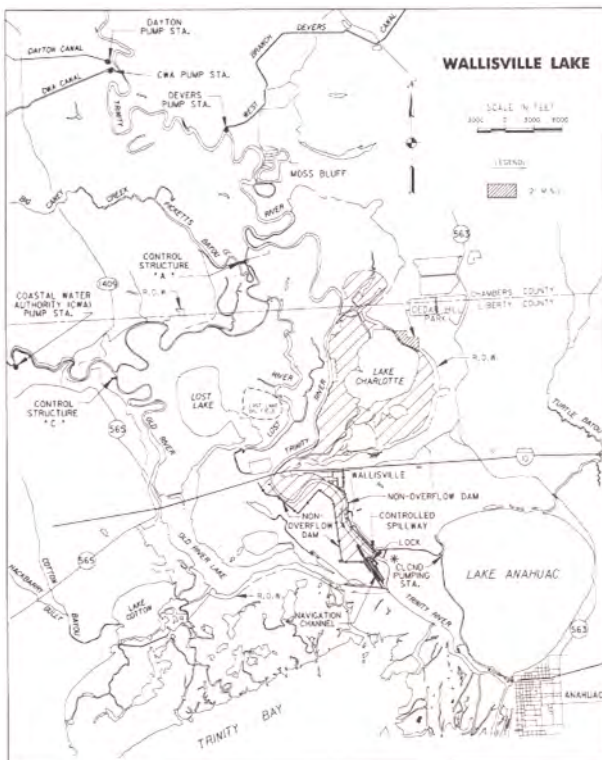 DAYTON
PUMP STA.
DAYTON CANAL
CWA CANAL
CWA PUMP STA.
DEVERS
PUMP STA.
TRINITY
WEST
BRANCH
DEVERS
CANAL
WALLISVILLE LAKE
SCALE IN FEET
LEGEND
MOSS BLUFF
RIVER
BIG
CANEY
CREEK
PICKETTS
BAYOU
CONTROL
STRUCTURE
"A"
563
1409
R.O.W.
COASTAL WATER
AUTHORITY (CWA)
PUMP STA.
CHAMBERS COUNTY
LIBERTY COUNTY
CEDAR HILL
PARK
R.O.W.
LAKE
CHARLOTTE
CONTROL
STRUCTURE
"C"
LOST
LAKE
RIVER
LOST
RIVER
TRINITY
TURTLE BAYOU
565
OLD
RIVER
10
WALLISVILLE
NON-OVERFLOW DAM
NON-
OVERFLOW
DAM
CONTROLLED
SPILLWAY
LOCK
CLCND
PUMPING
STA.
LAKE ANAHUAC
OLD RIVER LAKE
565
COTTON
BAYOU
HACKBARRY
GULLY
LAKE
COTTON
R.O.W.
NAVIGATION
CHANNEL
TRINITY
RIVER
563
ANAHUAC
TRINITY BAY